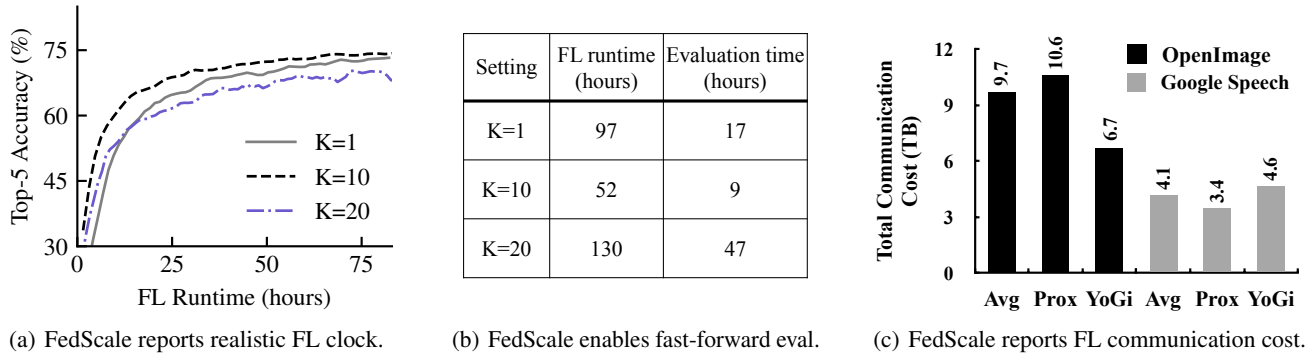 Top-5 Accuracy (%)
75
60
45
30
0
25
50
75
FL Runtime (hours)
K=1
K=10
K=20
(a) FedScale reports realistic FL clock.
Setting FL runtime (hours) Evaluation time (hours)
K=1 97 17
K=10 52 9
K=20 130 47
(b) FedScale enables fast-forward eval.
Total Communication
Cost (TB)
12
9
6
3
0
9.7
10.6
6.7
4.1
3.4
4.6
OpenImage
Google Speech
Avg Prox YoGi Avg Prox YoGi
(c) FedScale reports FL communication cost.